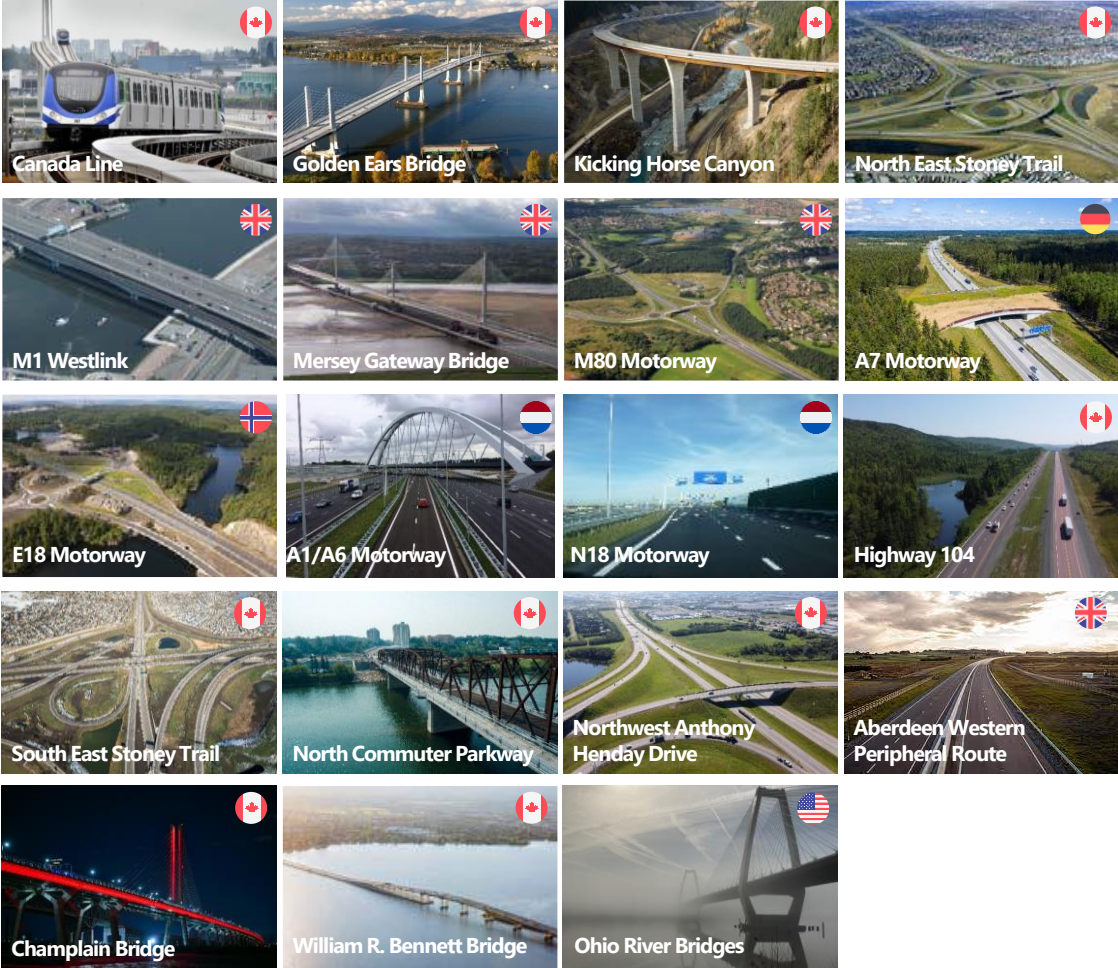 Canada Line
Golden Ears Bridge
Kicking Horse Canyon
North East Stoney Trail
M1 Westlink
Mersey Gateway Bridge
M80 Motorway
A7 Motorway
E18 Motorway
A1/A6 Motorway
N18 Motorway
Highway 104
South East Stoney Trail
North Commuter Parkway
Northwest Anthony
Henday Drive
Aberdeen Western
Peripheral Route
Champlain Bridge
William R. Bennett Bridge
Ohio River Bridges